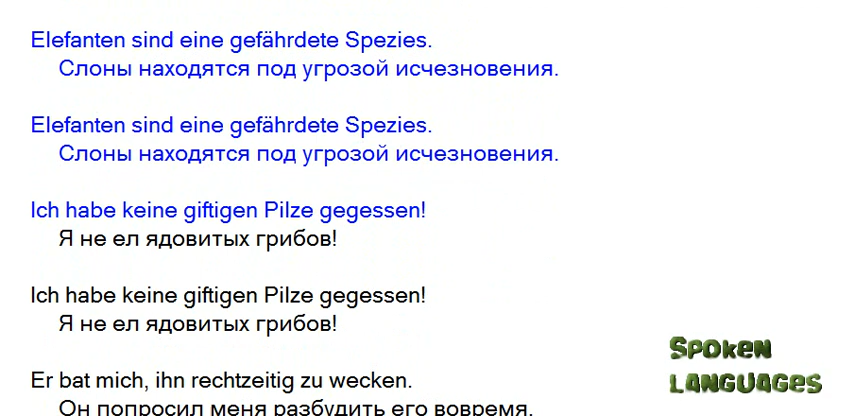 Elefanten sind eine gefährdete Spezies.
Слоны находятся под угрозой исчезновения.
Elefanten sind eine gefährdete Spezies.
Слоны находятся под угрозой исчезновения.
Ich habe keine giftigen Pilze gegessen!
Я не ел ядовитых грибов!
Ich habe keine giftigen Pilze gegessen!
Я не ел ядовитых грибов!
Er bat mich, ihn rechtzeitig zu wecken.
Он попросил меня разбудить его вовремя.
Spoken
Languages